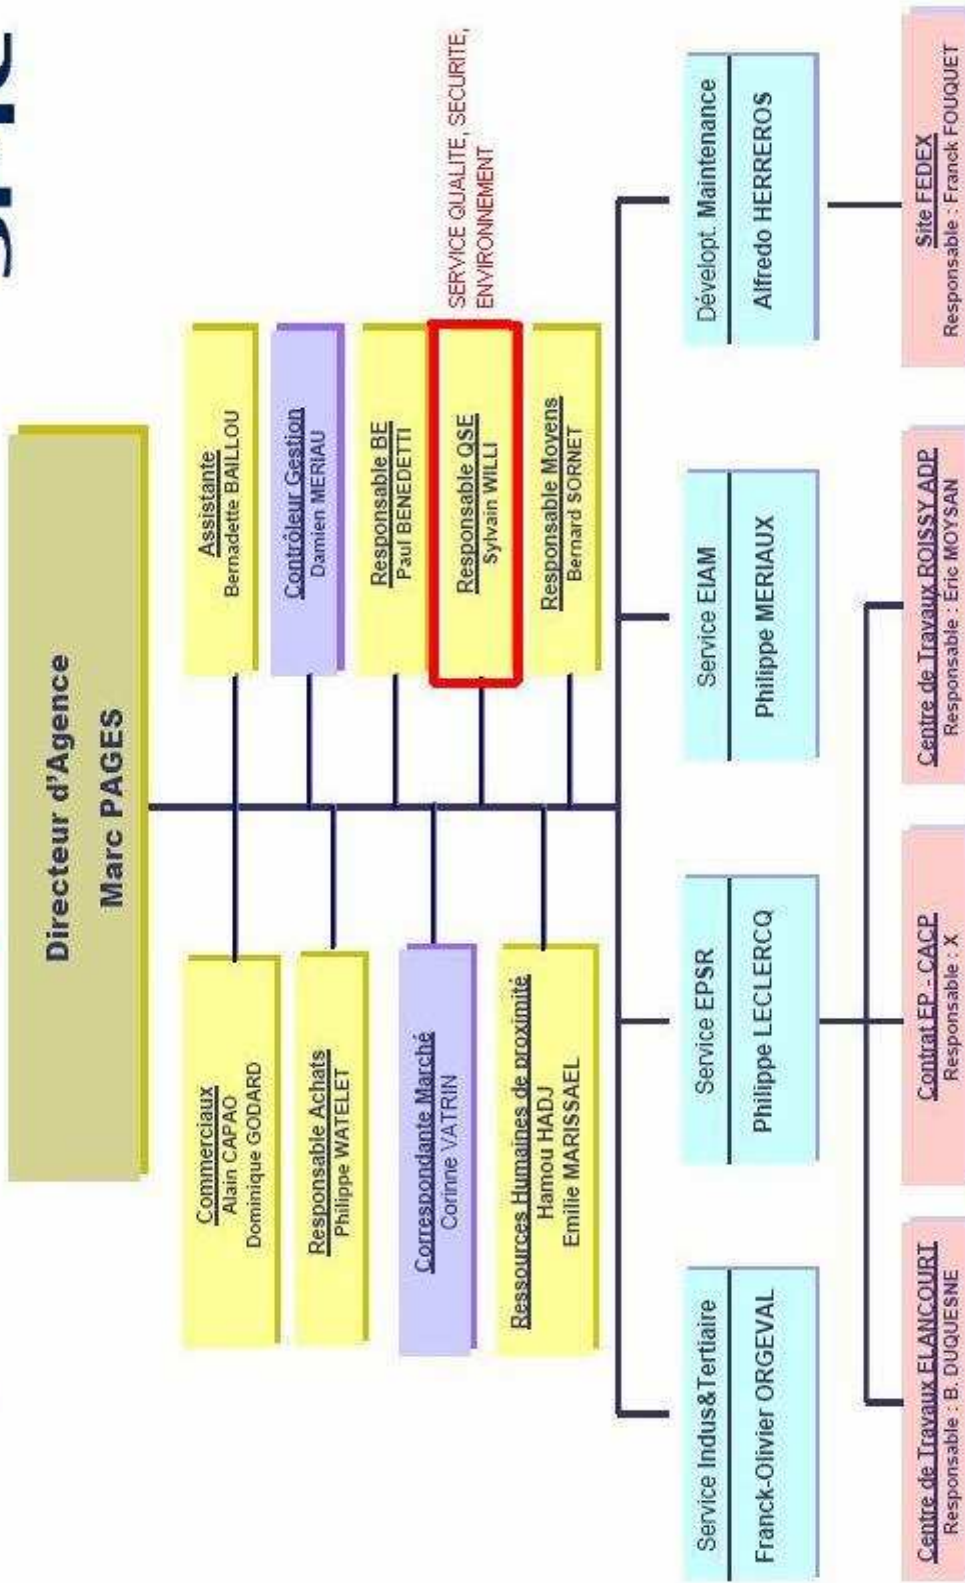 Directeur d'Agence
Marc PAGES
Commerciaux
Alain CAPAO
Dominique GODARD
Responsable Achats
Philippe WATELET
Correspondante Marché
Corinne VATRIN
Ressources Humaines de proximité
Hamou HADJ
Emilie MARISSAEL
Assistante
Bernadette BAILLOU
Contrôleur Gestion
Damien MERIAU
Responsable BE
Paul BENEDETTI
Responsable QSE
Sylvain WILLI
SERVICE QUALITE, SECURITE,
ENVIRONNEMENT
Responsable Moyens
Bernard SORNET
Service Indus&Tertiaire
Franck-Olivier ORGEVAL
Service EPSR
Philippe LECLERCQ
Service EIAM
Philippe MERIAUX
Dévelopt. Maintenance
Alfredo HERREROS
Centre de Travaux ELANCOURT
Responsable : B. DUQUESNE
Contrat EP - CACP
Responsable : X
Centre de Travaux ROISSY ADP
Responsable : Eric MOYSAN
Site FEDEX
Responsable : Franck FOUQUET